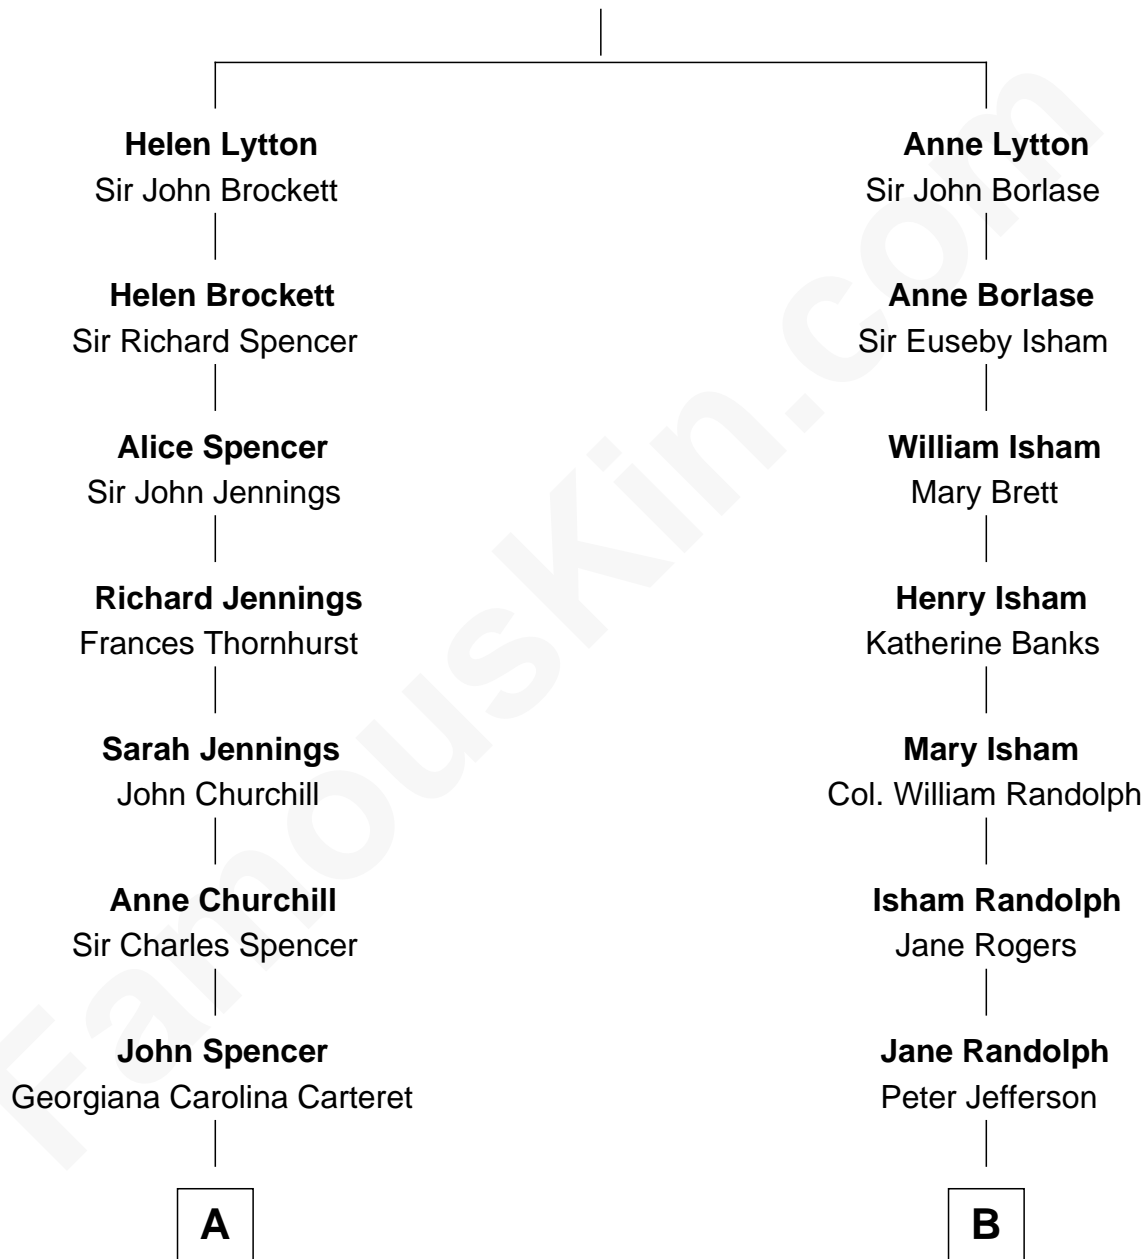 Helen Lytton
Sir John Brockett
Helen Brockett
Sir Richard Spencer
Alice Spencer
Sir John Jennings
Richard Jennings
Frances Thornhurst
Sarah Jennings
John Churchill
Anne Churchill
Sir Charles Spencer
John Spencer
Georgiana Carolina Carteret
A
Anne Lytton
Sir John Borlase
Anne Borlase
Sir Euseby Isham
William Isham
Mary Brett
Henry Isham
Katherine Banks
Mary Isham
Col. William Randolph
Isham Randolph
Jane Rogers
Jane Randolph
Peter Jefferson
B
FamousKin.com